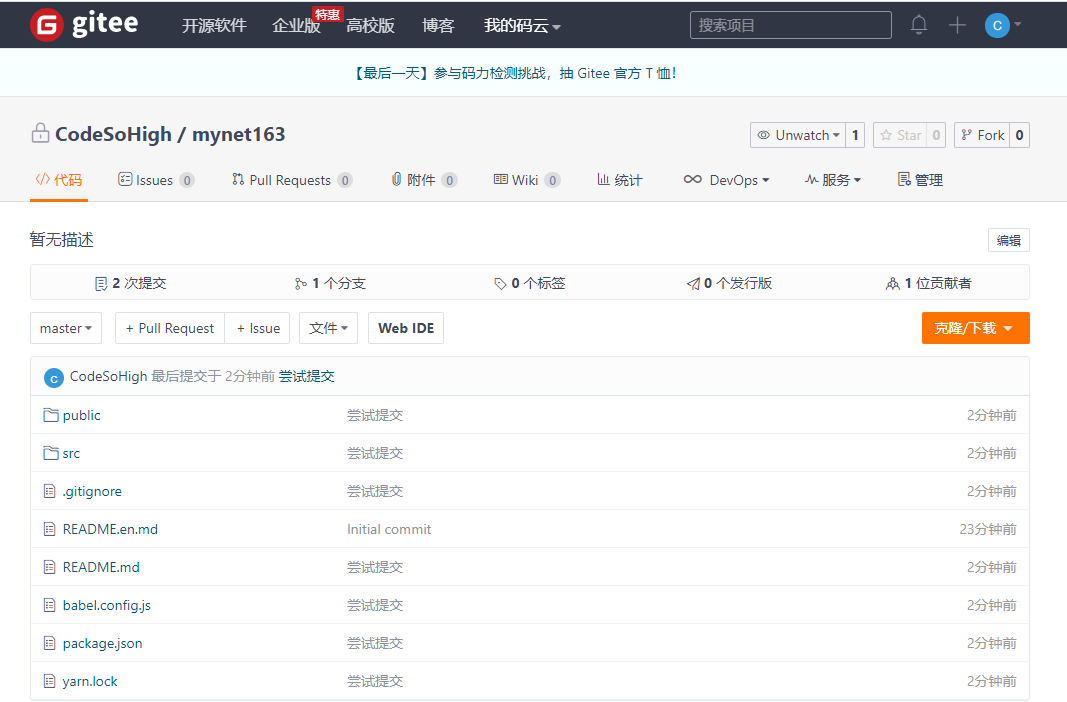 gitee 开源软件 企业版 特惠 高校版 博客 我的码云 搜索项目 C
【最后一天】参与码力检测挑战，抽 Gitee 官方 T 恤！
CodeSoHigh / mynet163 Unwatch 1 Star 0 Fork 0
代码 Issues 0 Pull Requests 0 附件 0 Wiki 0 统计 DevOps 服务 管理
暂无描述 编辑
2 次提交 1 个分支 0 个标签 0 个发行版 1 位贡献者
master + Pull Request + Issue 文件 Web IDE 克隆/下载
C CodeSoHigh 最后提交于 2分钟前 尝试提交
public 尝试提交 2分钟前
src 尝试提交 2分钟前
.gitignore 尝试提交 2分钟前
README.en.md Initial commit 23分钟前
README.md 尝试提交 2分钟前
babel.config.js 尝试提交 2分钟前
package.json 尝试提交 2分钟前
yarn.lock 尝试提交 2分钟前